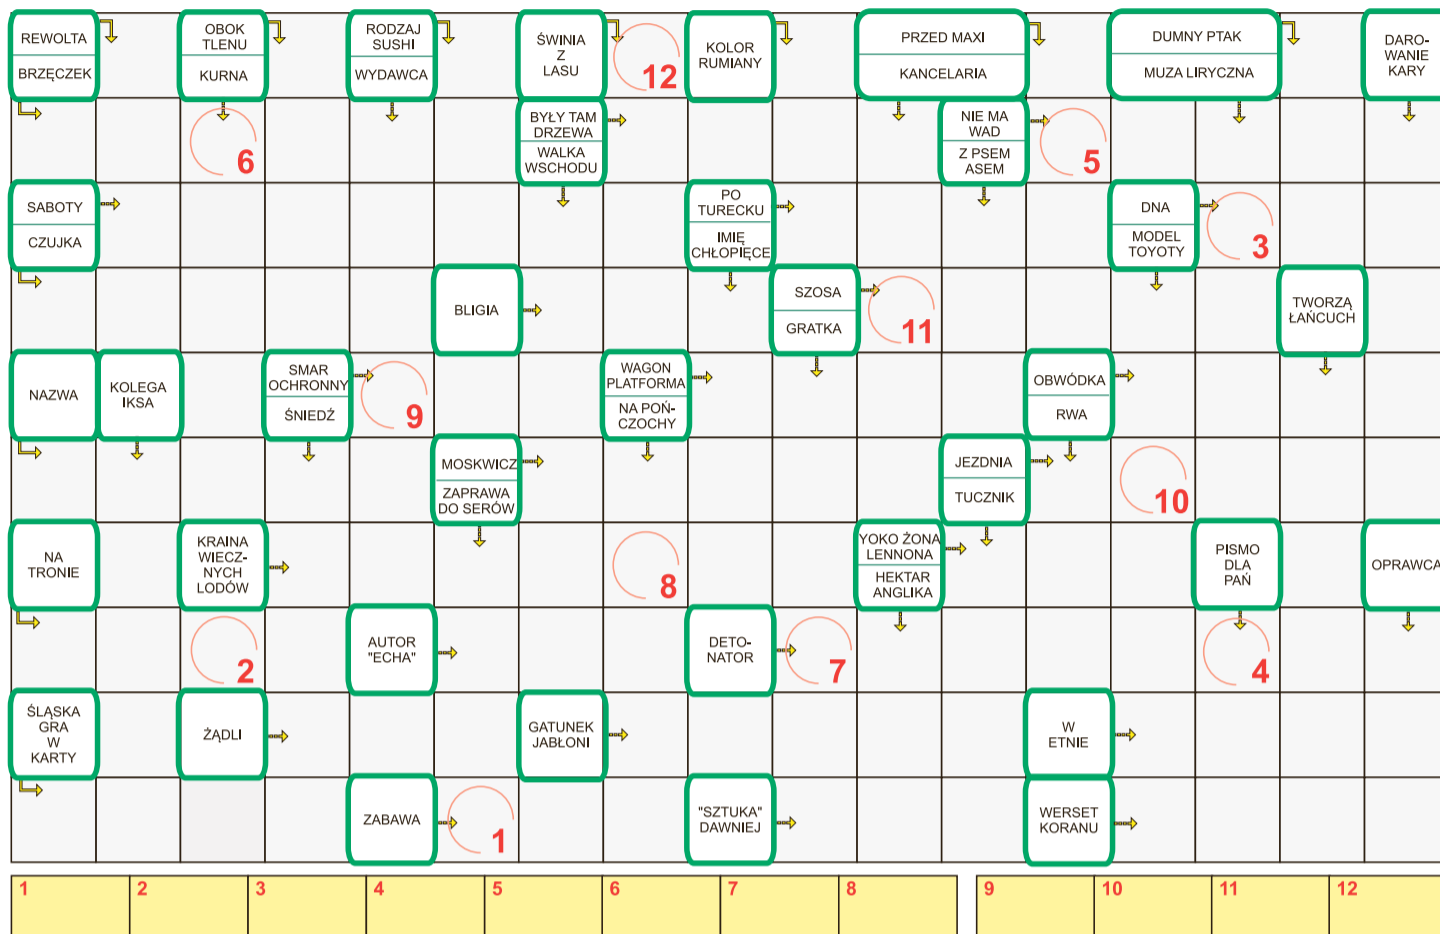 REWOLTA
BRZĘCZEK
OBOK
TLENU
KURNA
RODZAJ
SUSHI
WYDAWCA
ŚWINIA
Z
LASU
12
KOLOR
RUMIANY
PRZED MAXI
KANCELARIA
DUMNY PTAK
MUZA LIRYCZNA
DARO-
WANIE
KARY
6
BYŁY TAM
DRZEWA
WALKA
WSCHODU
NIE MA
WAD
Z PSEM
ASEM
5
SABOTY
CZUJKA
PO
TURECKU
IMIĘ
CHŁOPIĘCE
DNA
MODEL
TOYOTY
3
BLIGIA
SZOSA
GRATKA
11
TWORZĄ
ŁAŃCUCH
NAZWA
KOLEGA
IKSA
SMAR
OCHRONNY
ŚNIEDŹ
9
WAGON
PLATFORMA
NA POŃ-
CZOCHY
OBWÓDKA
RWA
MOSKWICZ
ZAPRAWA
DO SERÓW
JEZDNIA
TUCZNIK
10
NA
TRONIE
KRAINA
WIECZ-
NYCH
LODÓW
8
YOKO ŻONA
LENNONA
HEKTAR
ANGLIKA
PISMO
DLA
PAŃ
OPRAWCA
2
AUTOR
"ECHA"
DETO-
NATOR
7
4
ŚLĄSKA
GRA
W
KARTY
ŻĄDLI
GATUNEK
JABŁONI
W
ETNIE
ZABAWA
1
"SZTUKA"
DAWNIEJ
WERSET
KORANU
1 2 3 4 5 6 7 8 9 10 11 12